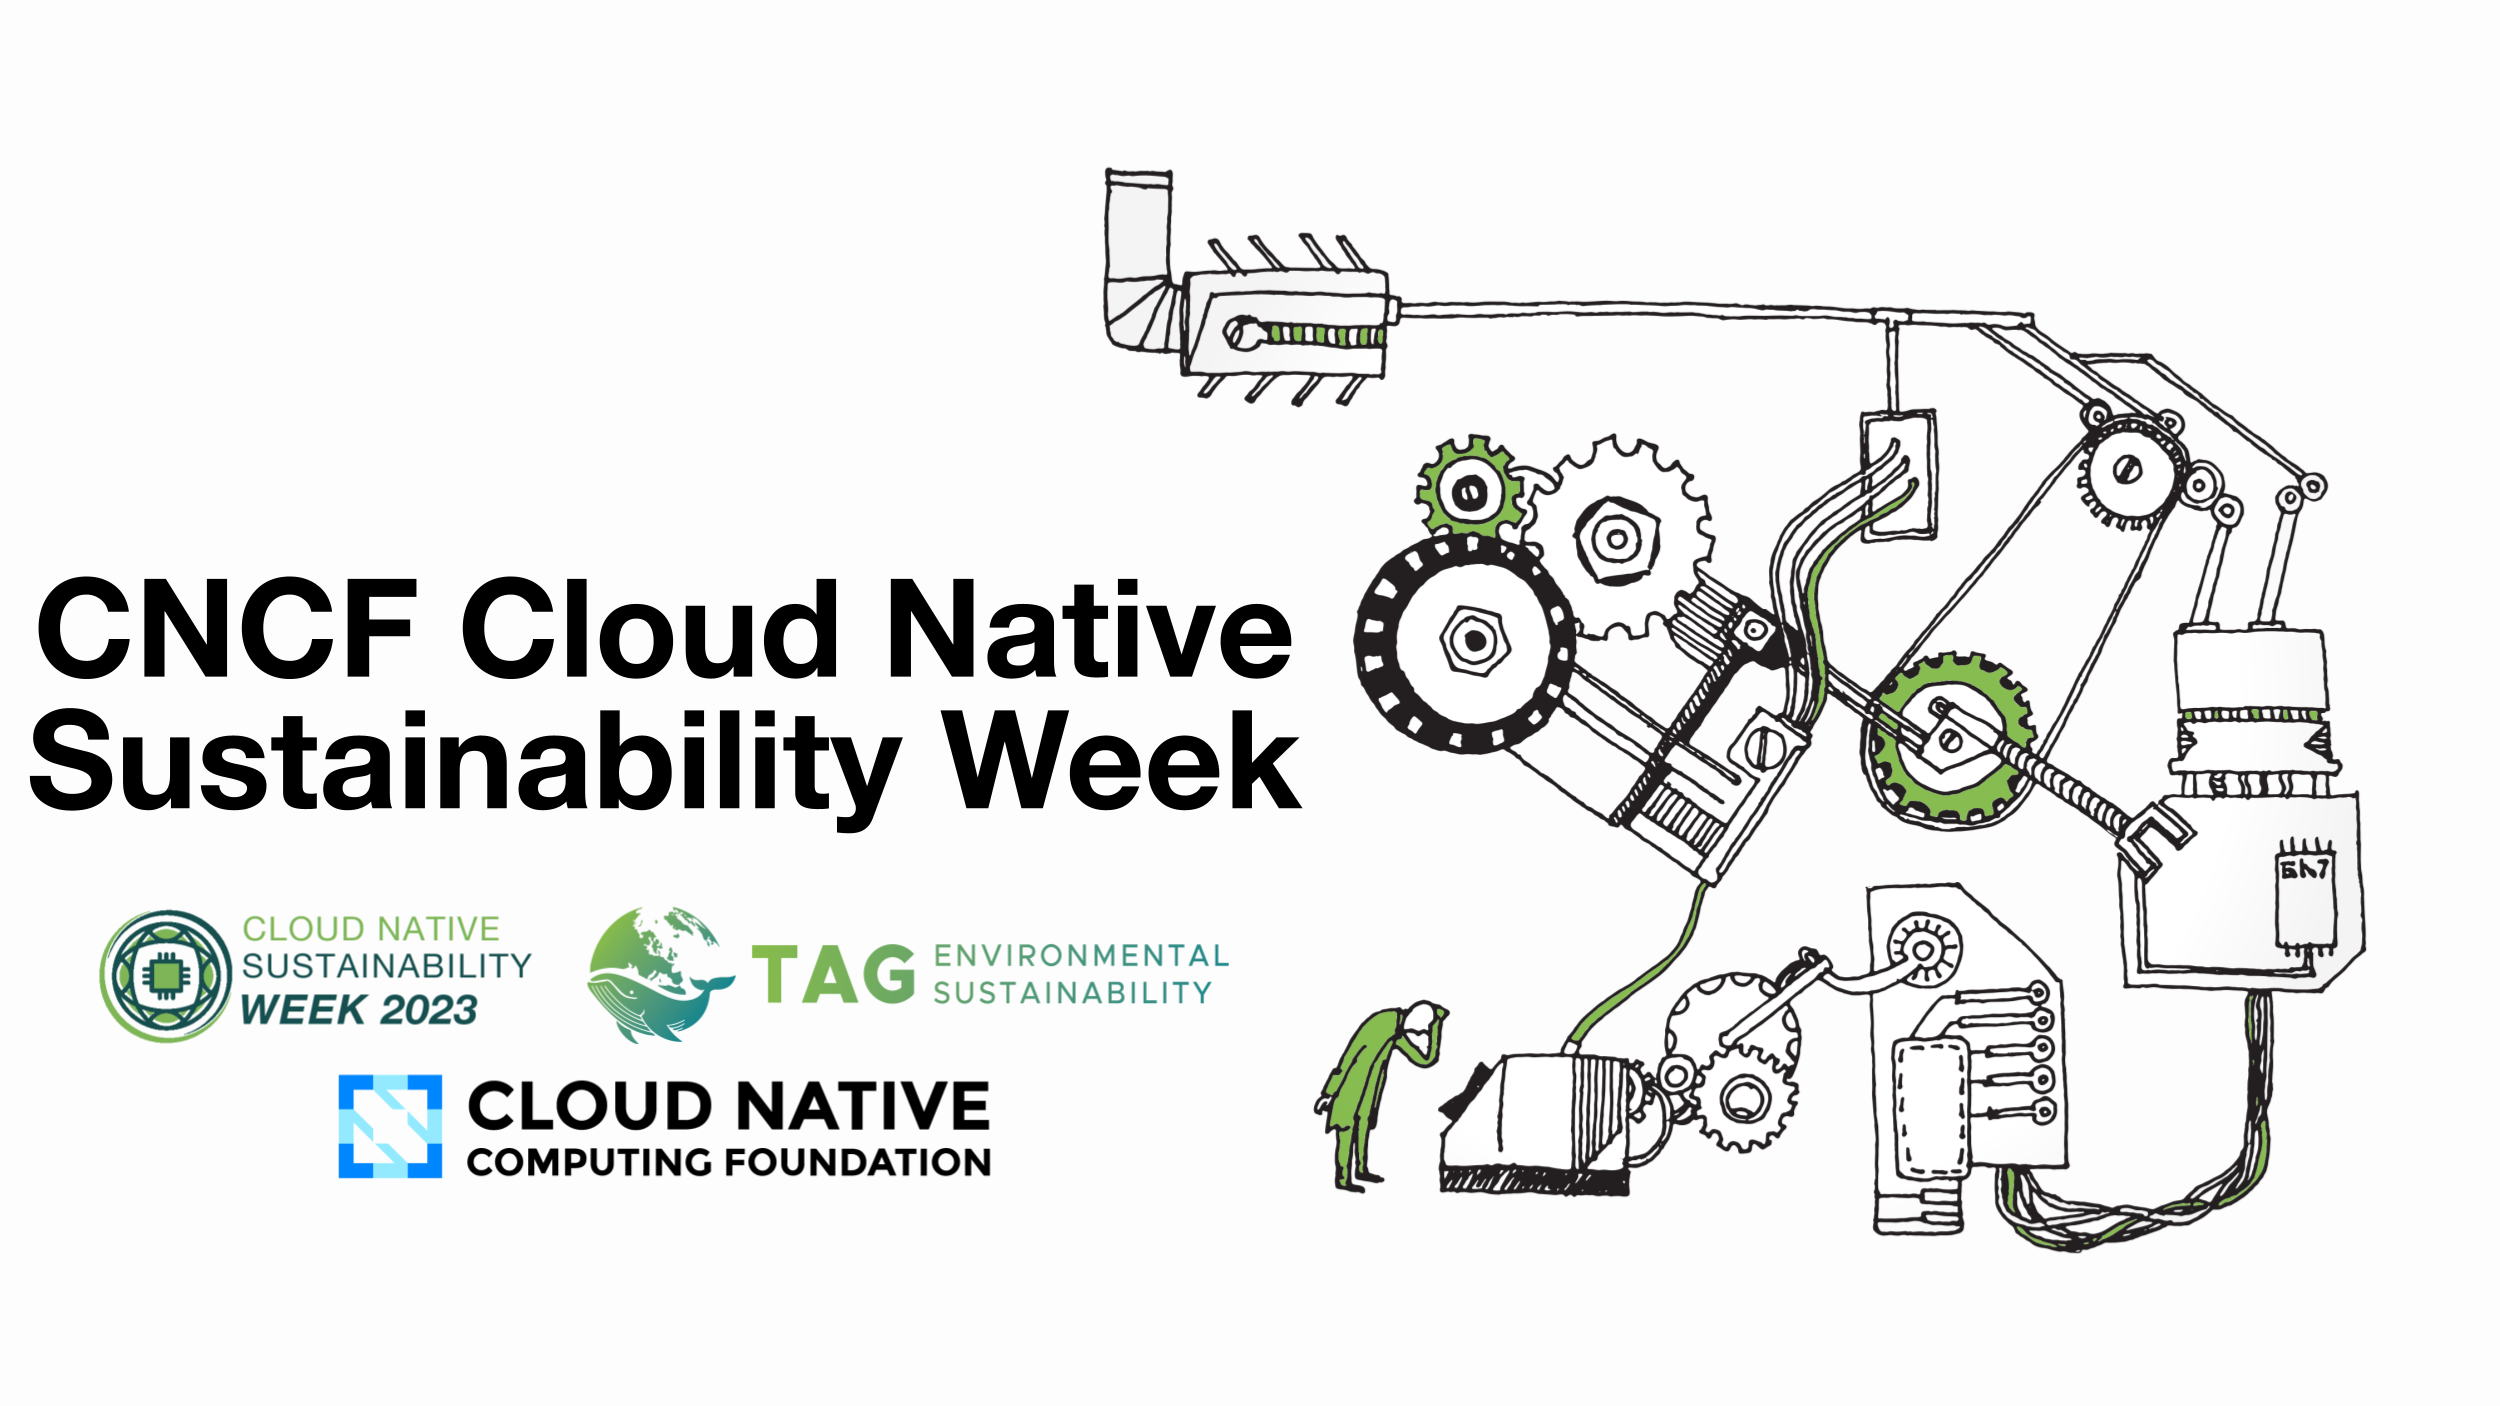 CNCF Cloud Native
Sustainability Week
CLOUD NATIVE
SUSTAINABILITY
WEEK 2023
TAG
ENVIRONMENTAL
SUSTAINABILITY
CLOUD NATIVE
COMPUTING FOUNDATION